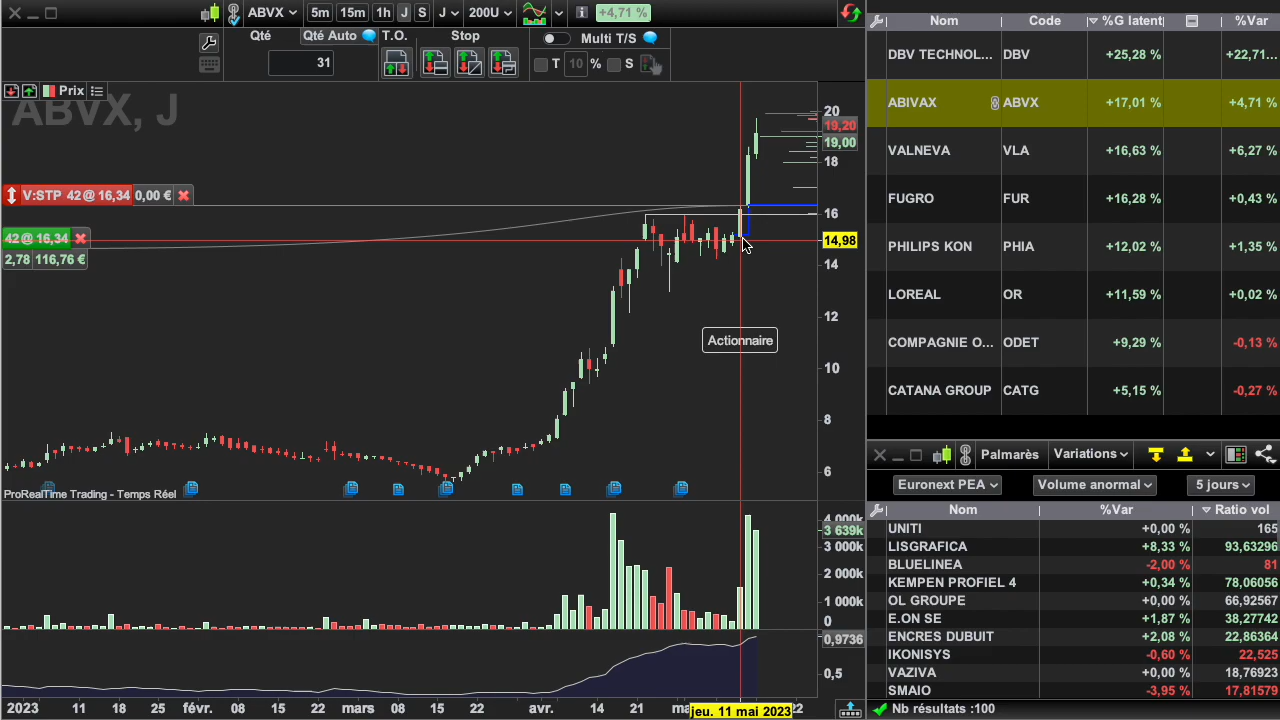 ABVX
5m 15m 1h J S
J
200U
+4,71 %
Qté Qté Auto T.O. Stop Multi T/S
31
T 10 % S
Prix
ABVX, J
20
19,20
19,00
18
V:STP 42@ 16,34 0,00 €
16
42@ 16,34
14,98
2,78 116,76 €
14
12
Actionnaire
10
8
6
ProRealTime Trading - Temps Réel
4 000k
3 639k
3 000k
2 000k
1 000k
0
0,9736
0,5
2023 11 18 25 févr. 08 15 22 mars 08 15 22 avr. 14 21
jeu. 11 mai 2023
Nom Code %G latent %Var
DBV TECHNOL... DBV +25,28 % +22,71...
ABIVAX ABVX +17,01 % +4,71 %
VALNEVA VLA +16,63 % +6,27 %
FUGRO FUR +16,28 % +0,43 %
PHILIPS KON PHIA +12,02 % +1,35 %
LOREAL OR +11,59 % +0,02 %
COMPAGNIE O... ODET +9,29 % -0,13 %
CATANA GROUP CATG +5,15 % -0,27 %
Palmarès Variations
Euronext PEA Volume anormal 5 jours
Nom %Var Ratio vol
UNITI +0,00 % 165
LISGRAFICA +8,33 % 93,63296
BLUELINEA -2,00 % 81
KEMPEN PROFIEL 4 +0,34 % 78,06056
OL GROUPE +0,00 % 66,92567
E.ON SE +1,87 % 38,27742
ENCRES DUBUIT +2,08 % 22,86364
IKONISYS -0,60 % 22,525
VAZIVA +0,00 % 18,76923
SMAIO -3,95 % 17,81579
Nb résultats :100